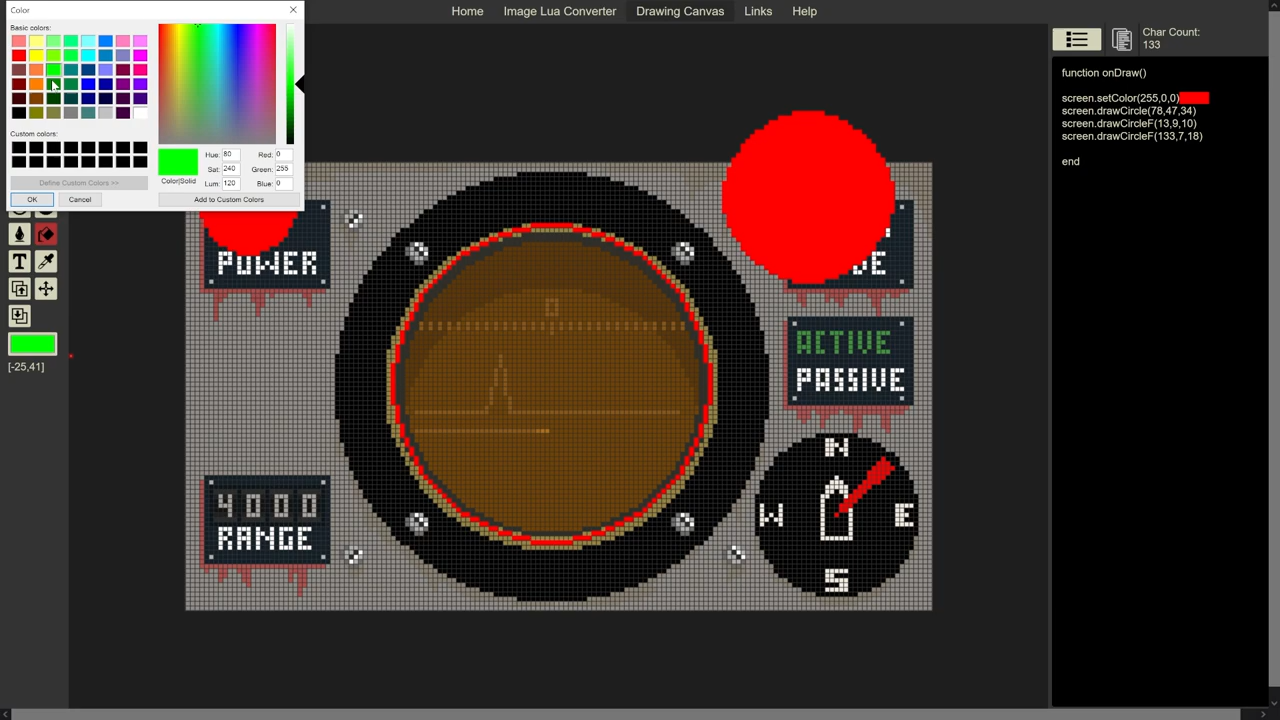 Color
Basic colors:
Custom colors:
Define Custom Colors >>
OK
Cancel
Color|Solid
Hue: 80
Sat: 240
Lum: 120
Red: 0
Green: 255
Blue: 0
Add to Custom Colors
Home
Image Lua Converter
Drawing Canvas
Links
Help
Char Count:
133
function onDraw()
screen.setColor(255,0,0)
screen.drawCircle(78,47,34)
screen.drawCircleF(13,9,10)
screen.drawCircleF(133,7,18)
end
T
[-25,41]
POWER
0
ACTIVE
PASSIVE
4000
RANGE
N
W
E
S